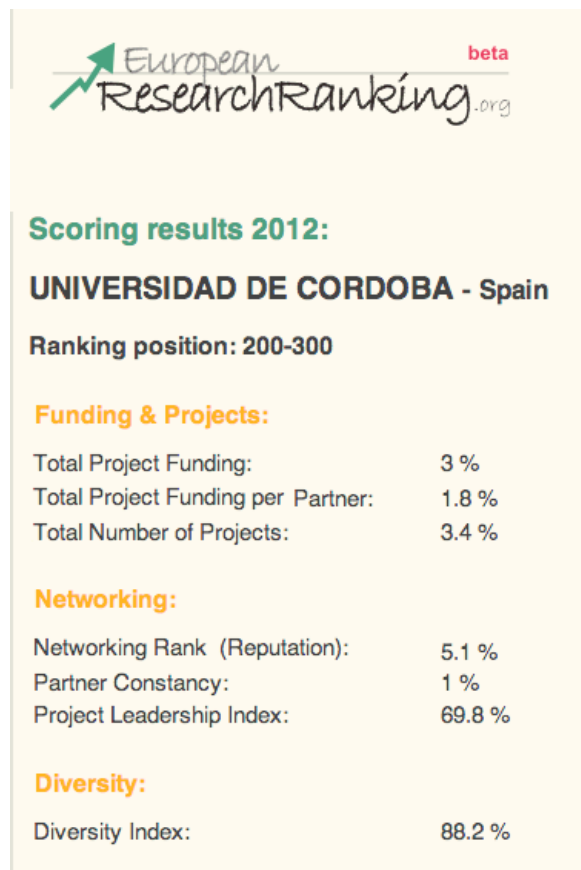 European beta
ResearchRanking.org
Scoring results 2012:
UNIVERSIDAD DE CORDOBA - Spain
Ranking position: 200-300
Funding & Projects:
Total Project Funding: 3 %
Total Project Funding per Partner: 1.8 %
Total Number of Projects: 3.4 %
Networking:
Networking Rank (Reputation): 5.1 %
Partner Constancy: 1 %
Project Leadership Index: 69.8 %
Diversity:
Diversity Index: 88.2 %